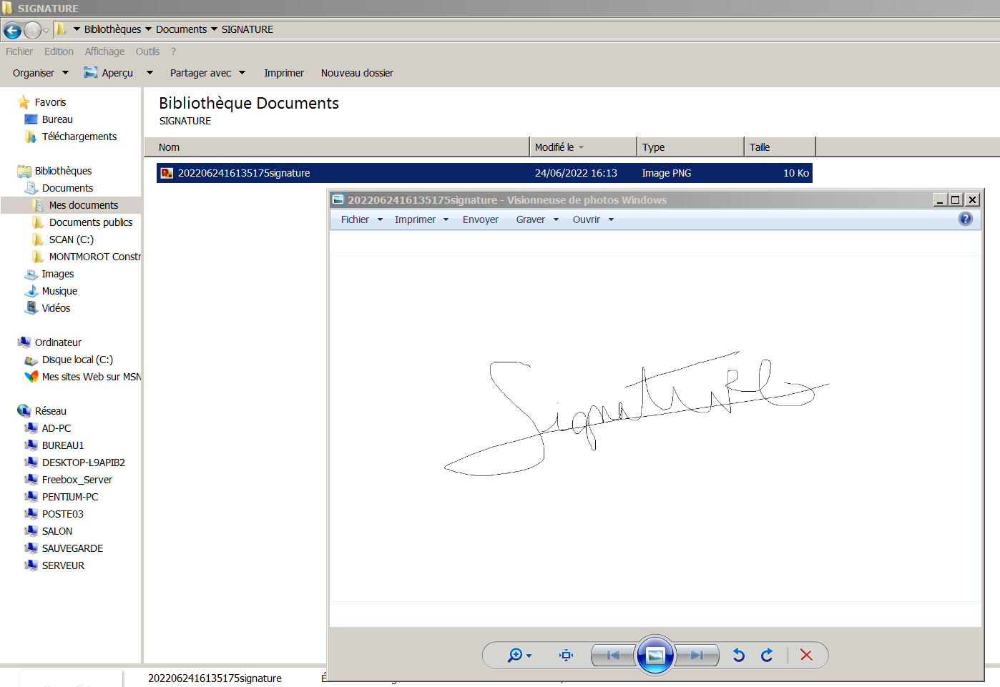 SIGNATURE
Bibliothèques Documents SIGNATURE
Fichier Edition Affichage Outils ?
Organiser Aperçu Partager avec Imprimer Nouveau dossier
Favoris
Bureau
Téléchargements
Bibliothèques
Documents
Mes documents
Documents publics
SCAN (C:)
MONTMOROT Constr
Images
Musique
Vidéos
Ordinateur
Disque local (C:)
Mes sites Web sur MSN
Réseau
AD-PC
BUREAU1
DESKTOP-L9APIB2
Freebox_Server
PENTIUM-PC
POSTE03
SALON
SAUVEGARDE
SERVEUR
Bibliothèque Documents
SIGNATURE
Nom Modifié le Type Taille
2022062416135175signature 24/06/2022 16:13 Image PNG 10 Ko
2022062416135175signature - Visionneuse de photos Windows
Fichier Imprimer Envoyer Graver Ouvrir ?
Signature
2022062416135175signature